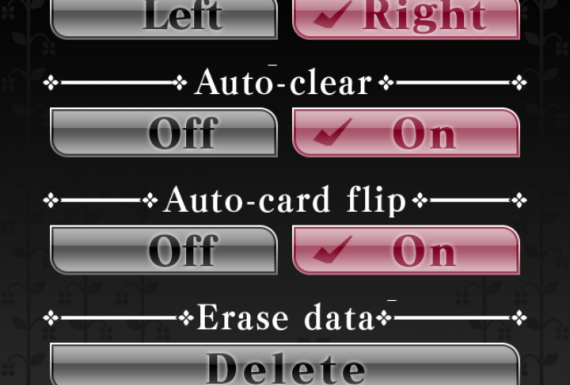 Left Right
Auto-clear
Off On
Auto-card flip
Off On
Erase data
Delete